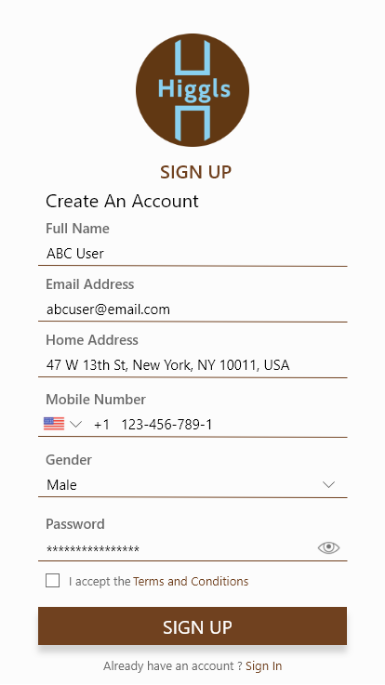 Higgls
SIGN UP
Create An Account
Full Name
ABC User
Email Address
abcuser@email.com
Home Address
47 W 13th St, New York, NY 10011, USA
Mobile Number
+1 123-456-789-1
Gender
Male
Password
****************
I accept the Terms and Conditions
SIGN UP
Already have an account ? Sign In